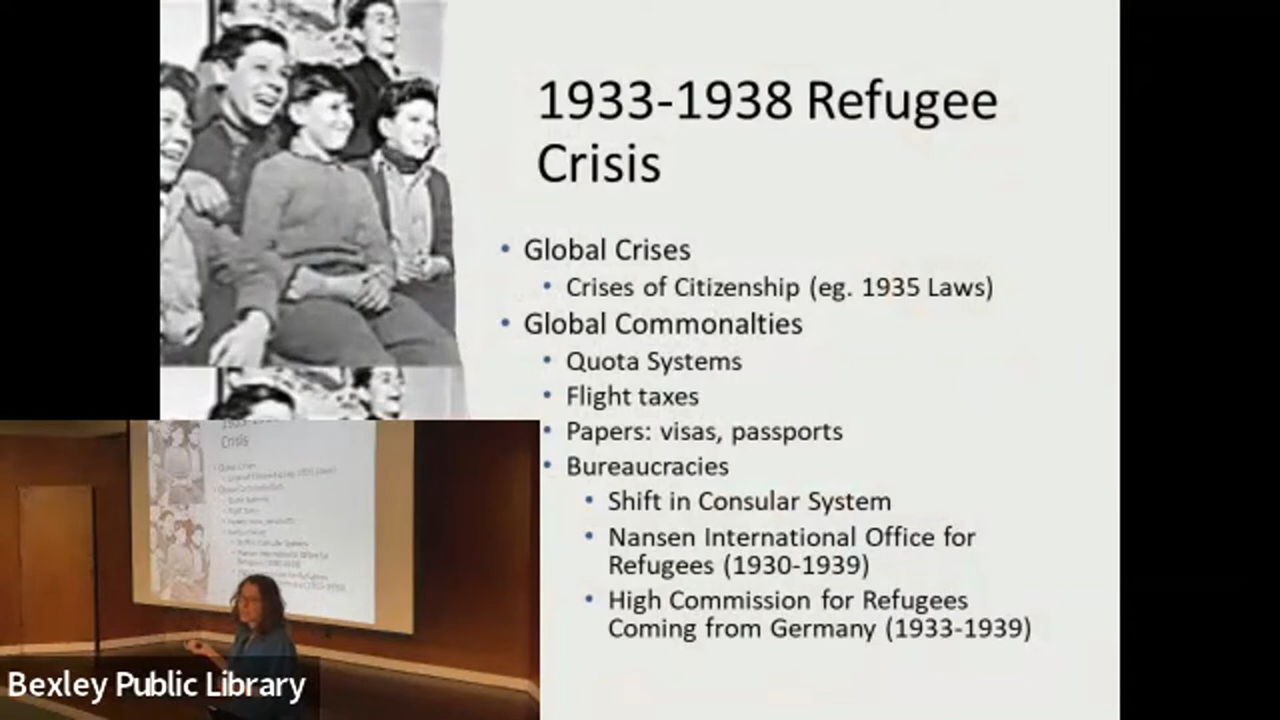 1933-1938 Refugee
Crisis
• Global Crises
• Crises of Citizenship (eg. 1935 Laws)
• Global Commonalties
• Quota Systems
• Flight taxes
• Papers: visas, passports
• Bureaucracies
• Shift in Consular System
• Nansen International Office for
Refugees (1930-1939)
• High Commission for Refugees
Coming from Germany (1933-1939)
Crisis
Bexley Public Library